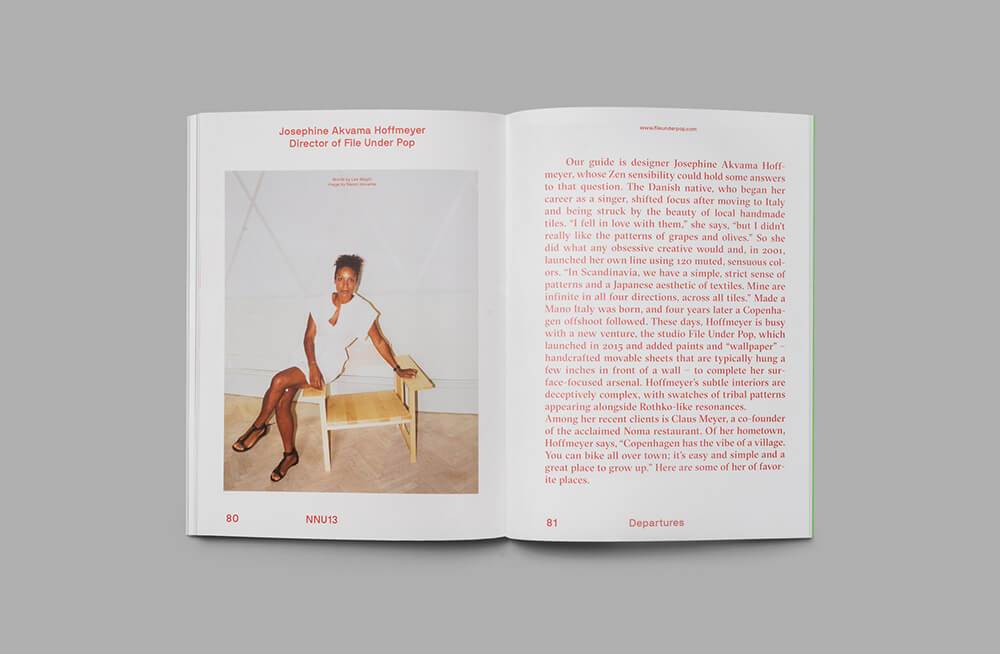 Josephine Akvama Hoffmeyer
Director of File Under Pop
80
NNU13
www.fileunderpop.com
Our guide is designer Josephine Akvama Hoff-
meyer, whose Zen sensibility could hold some answers
to that question. The Danish native, who began her
career as a singer, shifted focus after moving to Italy
and being struck by the beauty of local handmade
tiles. “I fell in love with them,” she says, “but I didn’t
really like the patterns of grapes and olives.” So she
did what any obsessive creative would and, in 2001,
launched her own line using 120 muted, sensuous col-
ors. “In Scandinavia, we have a simple, strict sense of
patterns and a Japanese aesthetic of textiles. Mine are
infinite in all four directions, across all tiles.” Made a
Mano Italy was born, and four years later a Copenha-
gen offshoot followed. These days, Hoffmeyer is busy
with a new venture, the studio File Under Pop, which
launched in 2015 and added paints and “wallpaper” –
handcrafted movable sheets that are typically hung a
few inches in front of a wall – to complete her sur-
face-focused arsenal. Hoffmeyer’s subtle interiors are
deceptively complex, with swatches of tribal patterns
appearing alongside Rothko-like resonances.
Among her recent clients is Claus Meyer, a co-founder
of the acclaimed Noma restaurant. Of her hometown,
Hoffmeyer says, “Copenhagen has the vibe of a village.
You can bike all over town; it’s easy and simple and a
great place to grow up.” Here are some of her of favor-
ite places.
81
Departures